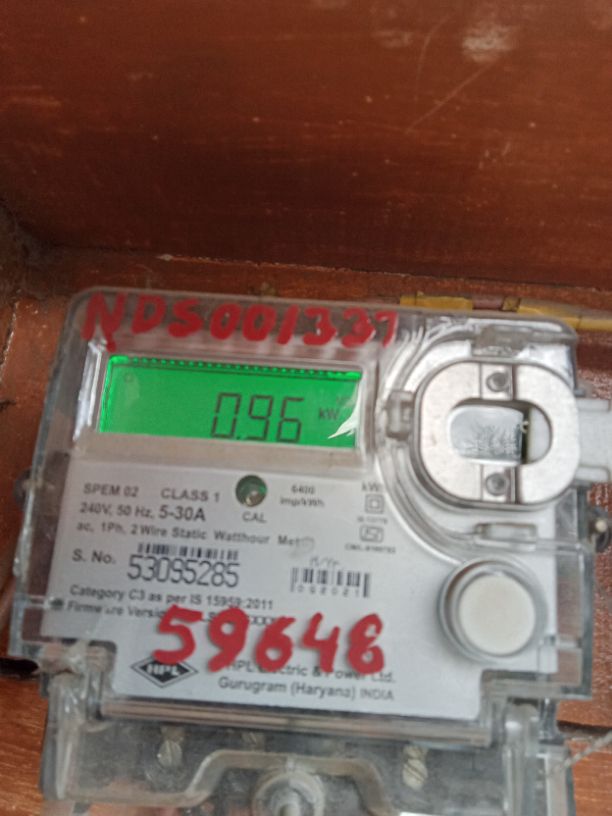 NDS001331
0.96 kW
SPEM 02 CLASS 1
6400 imp/kWh
240V, 50 Hz, 5-30A
CAL
ac, 1Ph, 2 Wire Static Watthour
S. No. 53095285
Category C3 as per IS 15959:2011
59648
HPL
HPL Electric & Power Ltd.
Gurugram (Haryana) INDIA